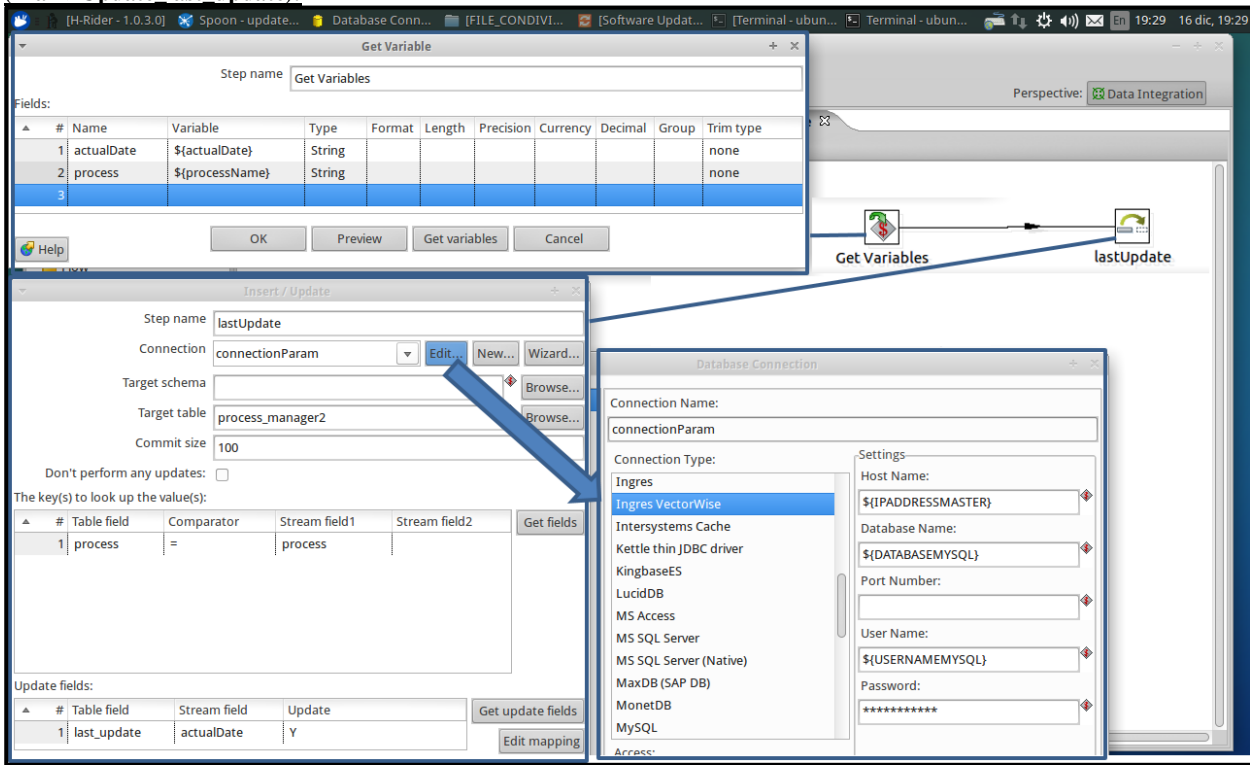 [H-Rider - 1.0.3.0] Spoon - update... Database Conn... [FILE_CONDIVI... [Software Updat... [Terminal - ubun... Terminal - ubun... En 19:29 16 dic, 19:29
Get Variable
Step name Get Variables
Fields:
# Name Variable Type Format Length Precision Currency Decimal Group Trim type
1 actualDate ${actualDate} String none
2 process ${processName} String none
3
Help OK Preview Get variables Cancel
Perspective: Data Integration
Get Variables lastUpdate
Insert / Update
Step name lastUpdate
Connection connectionParam Edit... New... Wizard...
Target schema Browse...
Target table process_manager2 Browse...
Commit size 100
Don't perform any updates:
The key(s) to look up the value(s):
# Table field Comparator Stream field1 Stream field2 Get fields
1 process = process
Update fields:
# Table field Stream field Update Get update fields
1 last_update actualDate Y Edit mapping
Database Connection
Connection Name:
connectionParam
Connection Type:
Ingres
Ingres VectorWise
Intersystems Cache
Kettle thin JDBC driver
KingbaseES
LucidDB
MS Access
MS SQL Server
MS SQL Server (Native)
MaxDB (SAP DB)
MonetDB
MySQL
Access:
Settings
Host Name:
${IPADDRESSMASTER}
Database Name:
${DATABASEMYSQL}
Port Number:
User Name:
${USERNAMEMYSQL}
Password:
***********